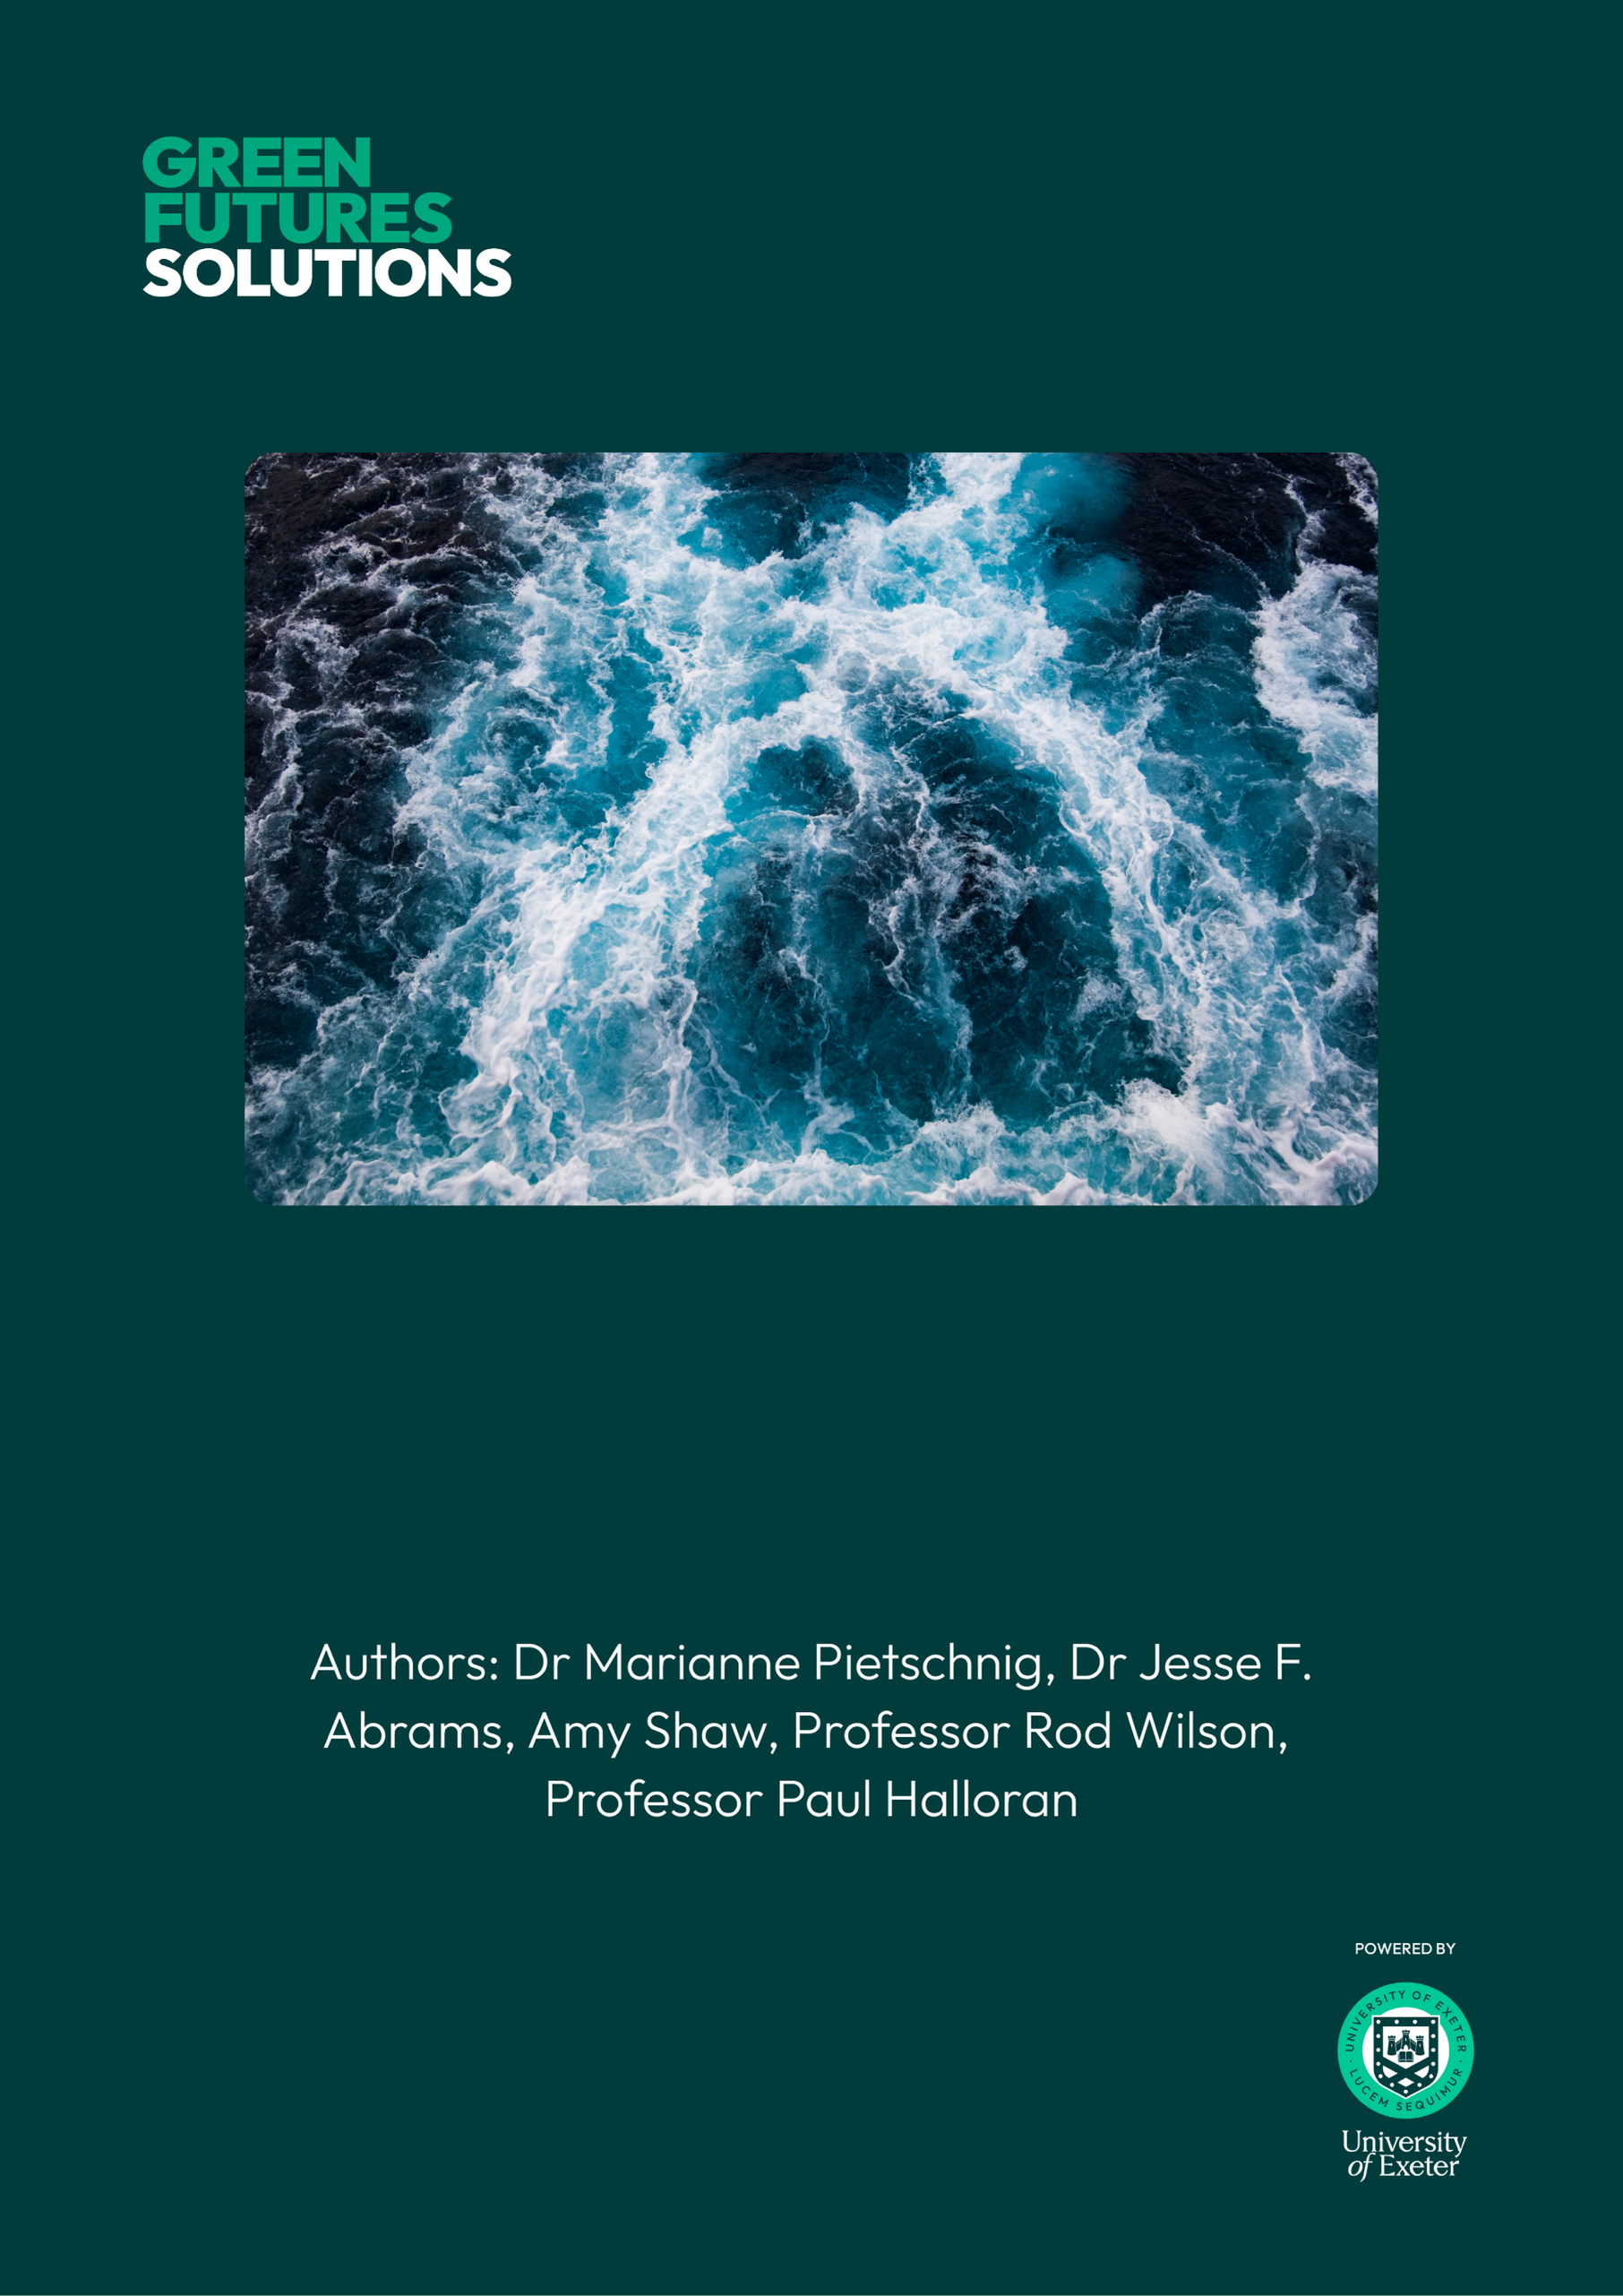 GREEN
FUTURES
SOLUTIONS
Authors: Dr Marianne Pietschnig, Dr Jesse F.
Abrams, Amy Shaw, Professor Rod Wilson,
Professor Paul Halloran
POWERED BY
UNIVERSITY OF EXETER
LUCEM SEQUIMUR
University
of Exeter